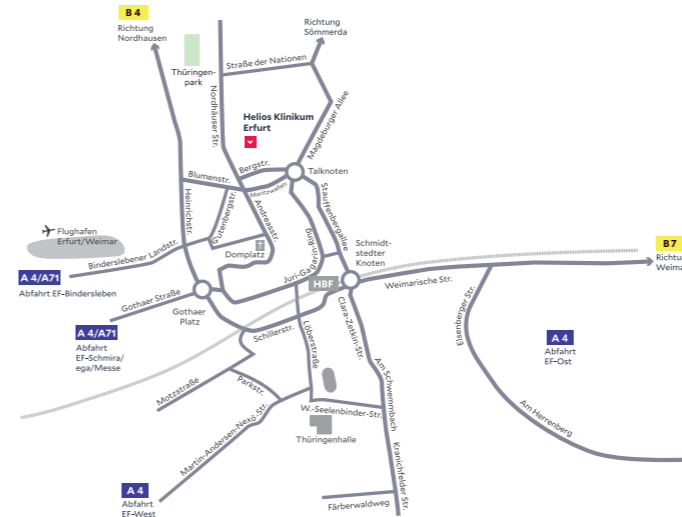 B 4
Richtung
Nordhausen
Richtung
Sömmerda
Thüringen-
park
Straße der Nationen
Nordhäuser Str.
Magdeburger Allee
Helios Klinikum
Erfurt
Bergstr.
Talknoten
Blumenstr.
Moritzwallstr.
Heinrichstr.
Gutenbergstr.
Andreasstr.
Stauffenbergallee
Juri-Gagarin-Ring
Flughafen
Erfurt/Weimar
Domplatz
Schmidt-
stedter
Knoten
B7
Richtu
Weima
Binderslebener Landstr.
A 4/A71
Abfahrt EF-Bindersleben
HBF
Weimarische Str.
Gothaer Straße
Gothaer
Platz
A 4/A71
Abfahrt
EF-Schmira/
ega/Messe
Schillerstr.
Löberstraße
Clara-Zetkin-Str.
Eisenberger Str.
A 4
Abfahrt
EF-Ost
Motzstraße
Parkstr.
Am Schwemmbach
W.-Seelenbinder-Str.
Martin-Andersen-Nexö-Str.
Thüringenhalle
Am Herrenberg
Kranichfelder Str.
A 4
Abfahrt
EF-West
Färberwaidweg